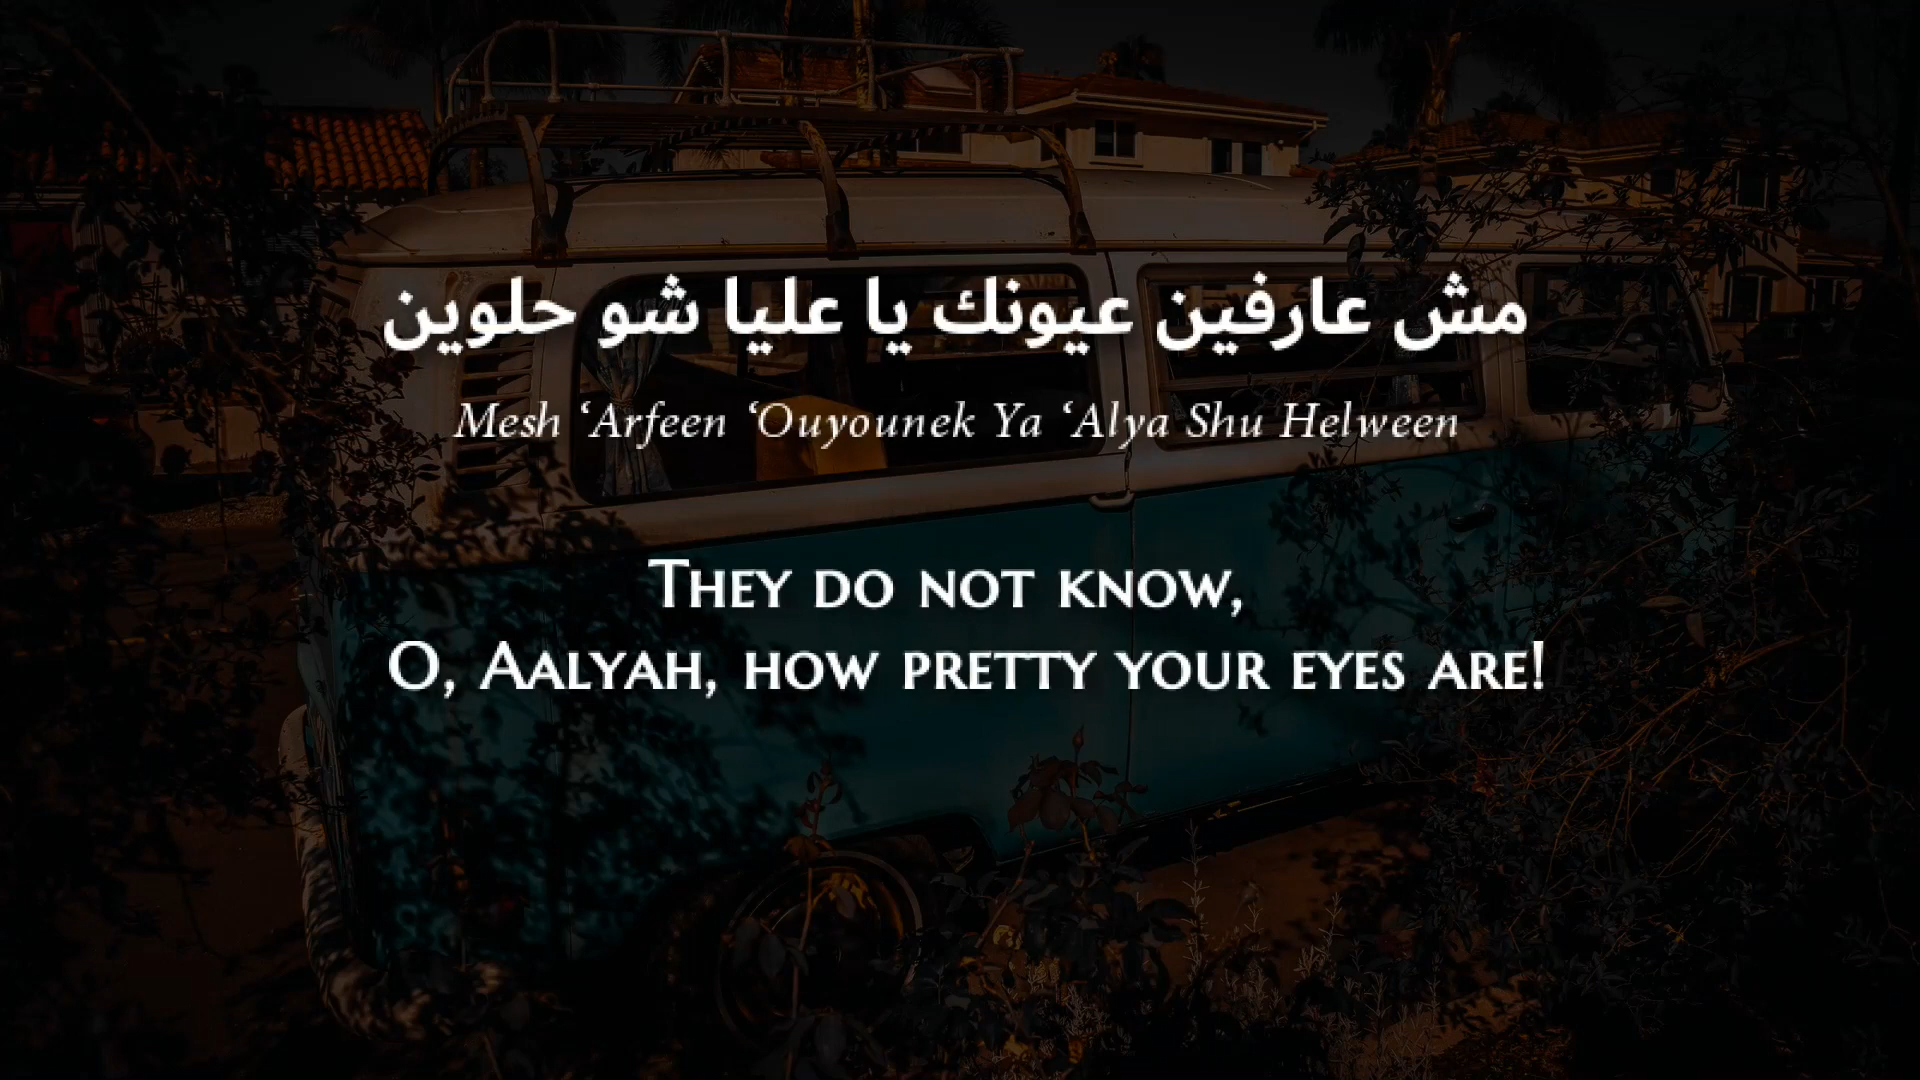 مش عارفين عيونك يا عليا شو حلوين
Mesh ‘Arfeen ‘Ouyounek Ya ‘Alya Shu Helween
They do not know,
O, Aalyah, how pretty your eyes are!